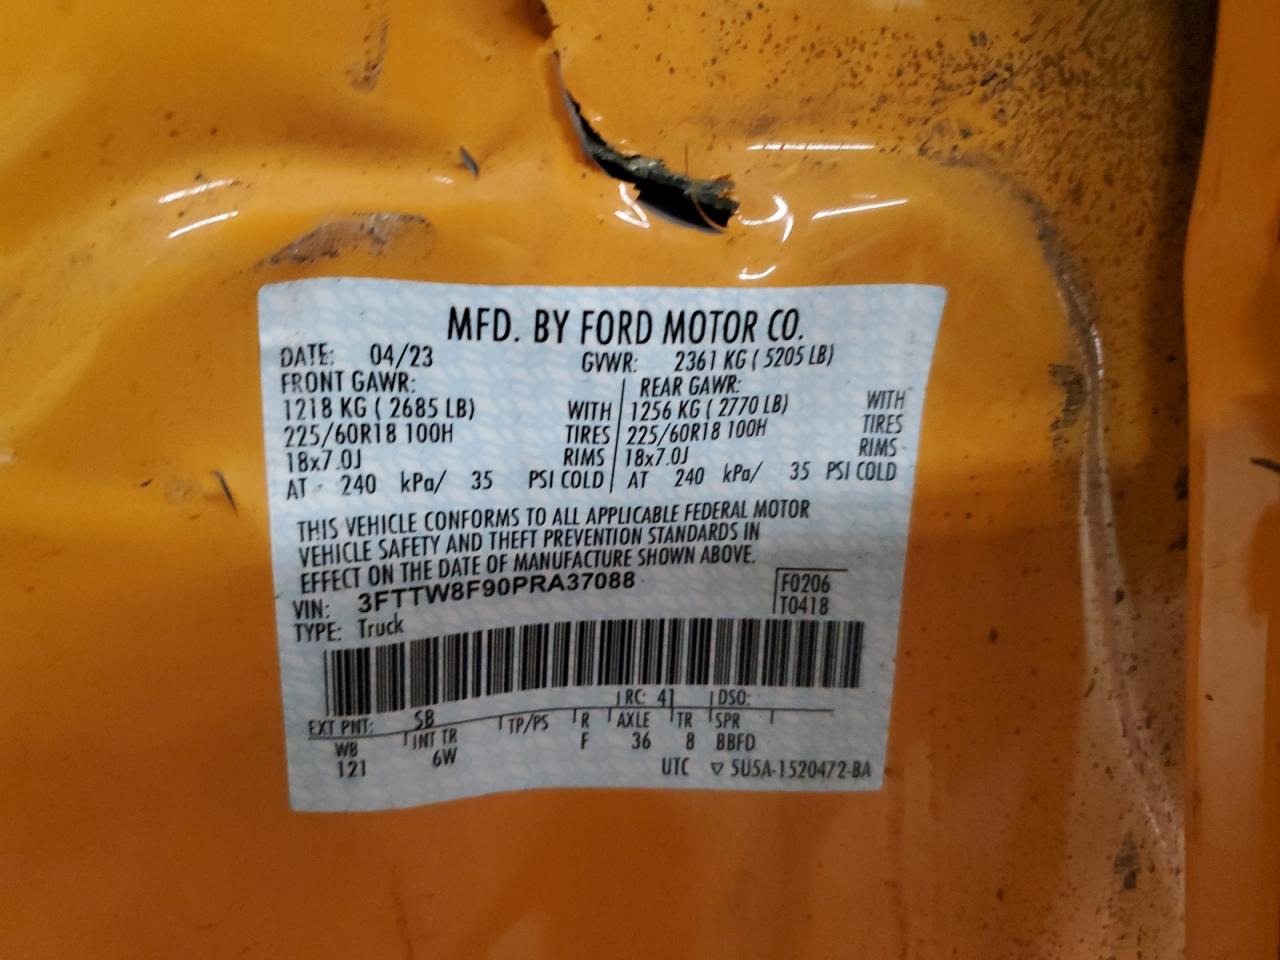 MFD. BY FORD MOTOR CO.
DATE: 04/23 GVWR: 2361 KG ( 5205 LB)
FRONT GAWR: REAR GAWR:
1218 KG ( 2685 LB) WITH 1256 KG ( 2770 LB) WITH
225/60R18 100H TIRES 225/60R18 100H TIRES
18x7.0J RIMS 18x7.0J RIMS
AT 240 kPa/ 35 PSI COLD AT 240 kPa/ 35 PSI COLD
THIS VEHICLE CONFORMS TO ALL APPLICABLE FEDERAL MOTOR
VEHICLE SAFETY AND THEFT PREVENTION STANDARDS IN
EFFECT ON THE DATE OF MANUFACTURE SHOWN ABOVE.
VIN: 3FTTW8F90PRA37088 F0206
TYPE: Truck T0418
EXT PNT: SB RC: 41 DSO:
WB INT TR TP/PS R AXLE TR SPR
121 6W F 36 8 BBFD
UTC ▽ 5U5A-1520472-BA